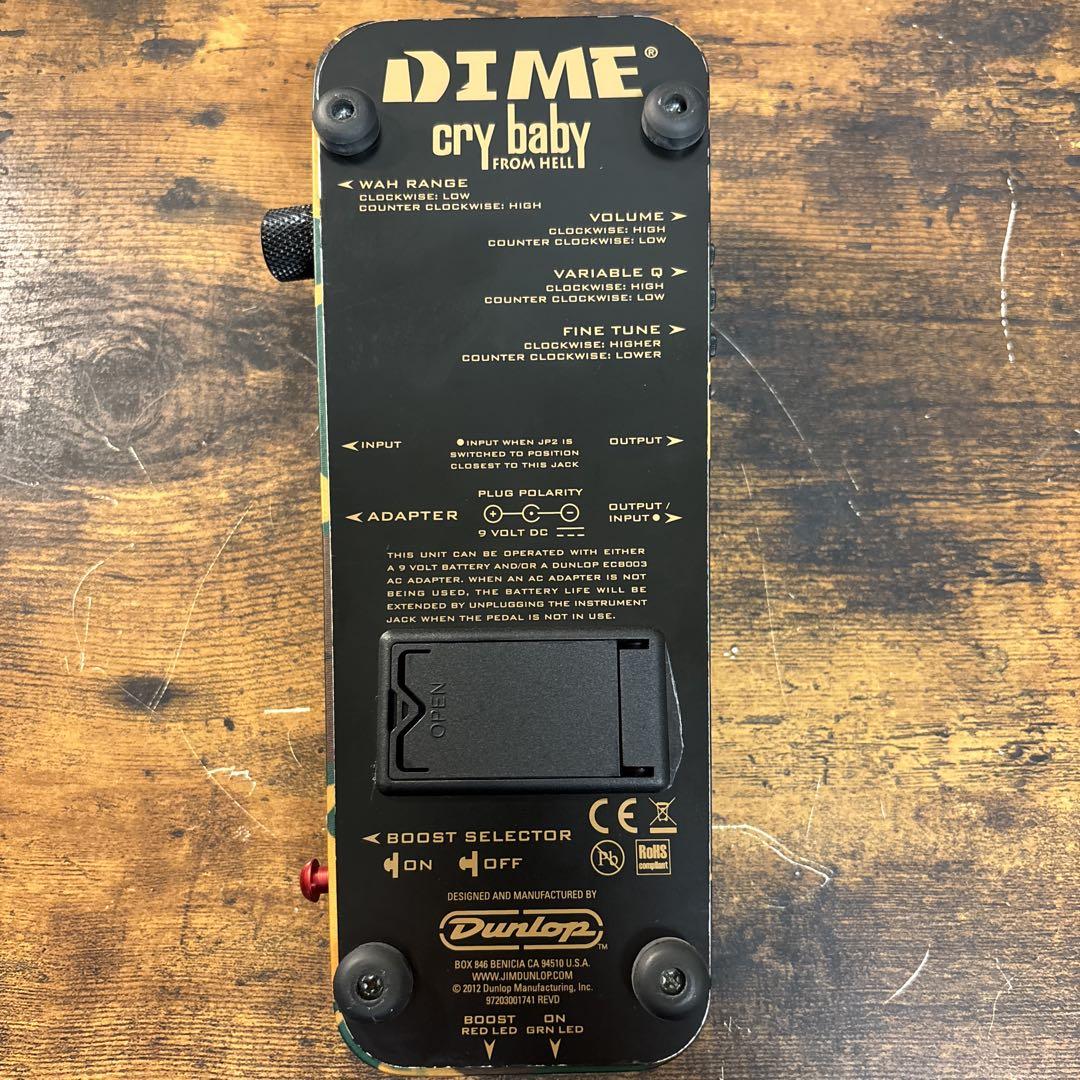 DIME®
cry baby
FROM HELL
WAH RANGE
CLOCKWISE: LOW
COUNTER CLOCKWISE: HIGH
VOLUME
CLOCKWISE: HIGH
COUNTER CLOCKWISE: LOW
VARIABLE Q
CLOCKWISE: HIGH
COUNTER CLOCKWISE: LOW
FINE TUNE
CLOCKWISE: HIGHER
COUNTER CLOCKWISE: LOWER
INPUT
INPUT WHEN JP2 IS
SWITCHED TO POSITION
CLOSEST TO THIS JACK
OUTPUT
ADAPTER
PLUG POLARITY
+ -
9 VOLT DC
OUTPUT /
INPUT
THIS UNIT CAN BE OPERATED WITH EITHER
A 9 VOLT BATTERY AND/OR A DUNLOP ECB003
AC ADAPTER. WHEN AN AC ADAPTER IS NOT
BEING USED, THE BATTERY LIFE WILL BE
EXTENDED BY UNPLUGGING THE INSTRUMENT
JACK WHEN THE PEDAL IS NOT IN USE.
OPEN
CE
BOOST SELECTOR
ON OFF
Pb
RoHS
compliant
DESIGNED AND MANUFACTURED BY
Dunlop™
BOX 846 BENICIA CA 94510 U.S.A.
WWW.JIMDUNLOP.COM
© 2012 Dunlop Manufacturing, Inc.
97203001741 REVD
BOOST ON
RED LED GRN LED